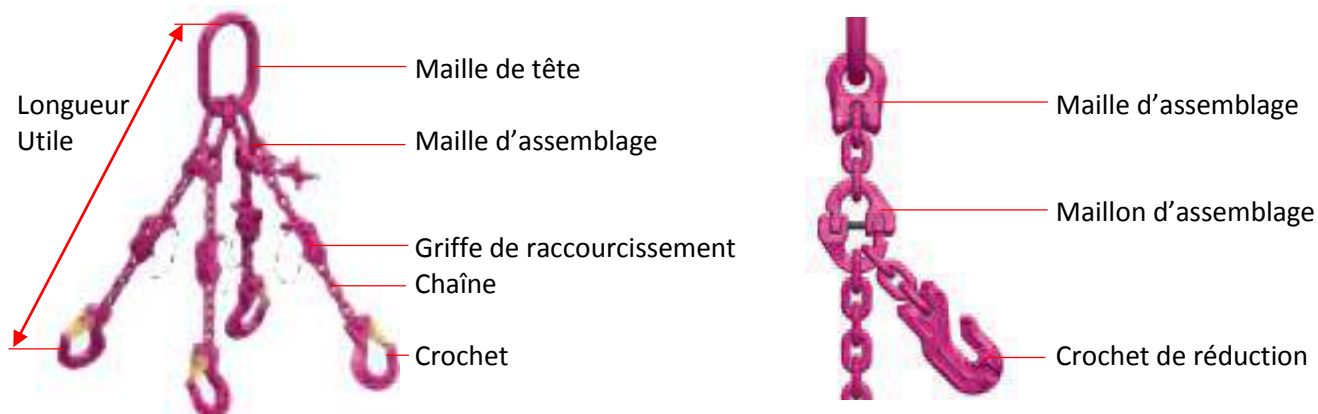 Longueur
Utile
Maille de tête
Maille d'assemblage
Griffe de raccourcissement
Chaîne
Crochet
Maille d'assemblage
Maillon d'assemblage
Crochet de réduction